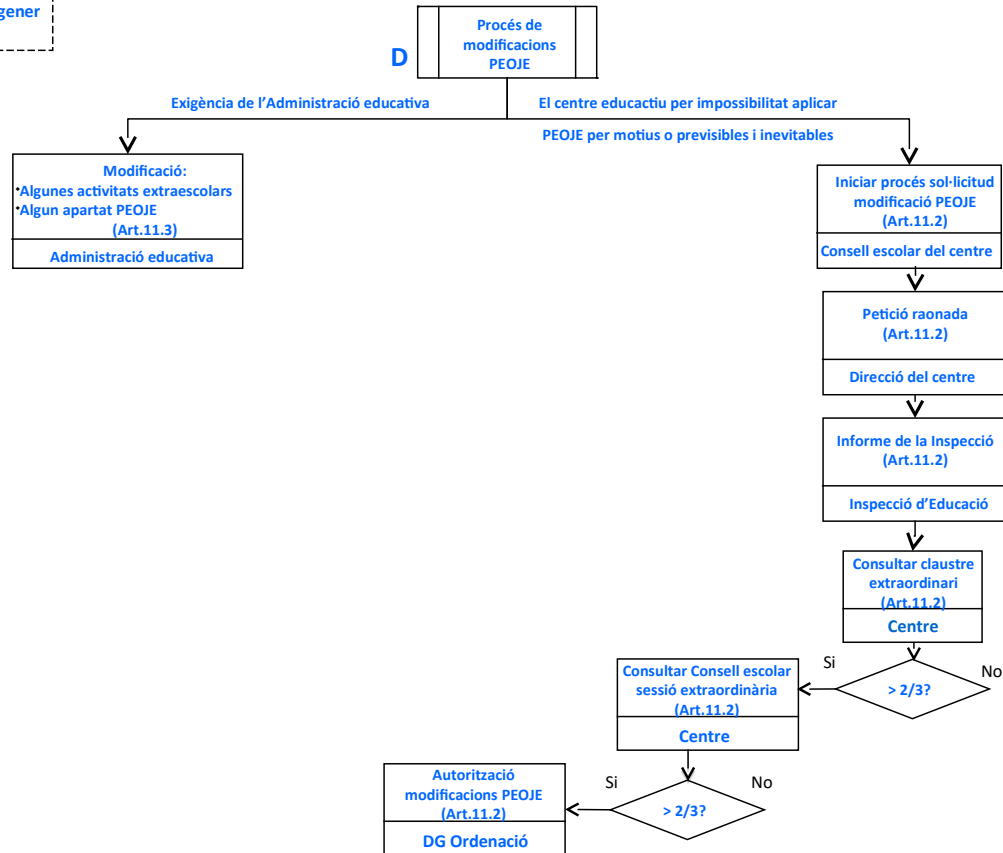 gener
D
Procés de
modificacions
PEOJE
Exigència de l'Administració educativa
El centre educactiu per impossibilitat aplicar
PEOJE per motius o previsibles i inevitables
Modificació:
•Algunes activitats extraescolars
•Algun apartat PEOJE
(Art.11.3)
Administració educativa
Iniciar procés sol·licitud
modificació PEOJE
(Art.11.2)
Consell escolar del centre
Petició raonada
(Art.11.2)
Direcció del centre
Informe de la Inspecció
(Art.11.2)
Inspecció d'Educació
Consultar claustre
extraordinari
(Art.11.2)
Centre
Si
> 2/3?
No
Consultar Consell escolar
sessió extraordinària
(Art.11.2)
Centre
Si
> 2/3?
No
Autorització
modificacions PEOJE
(Art.11.2)
DG Ordenació